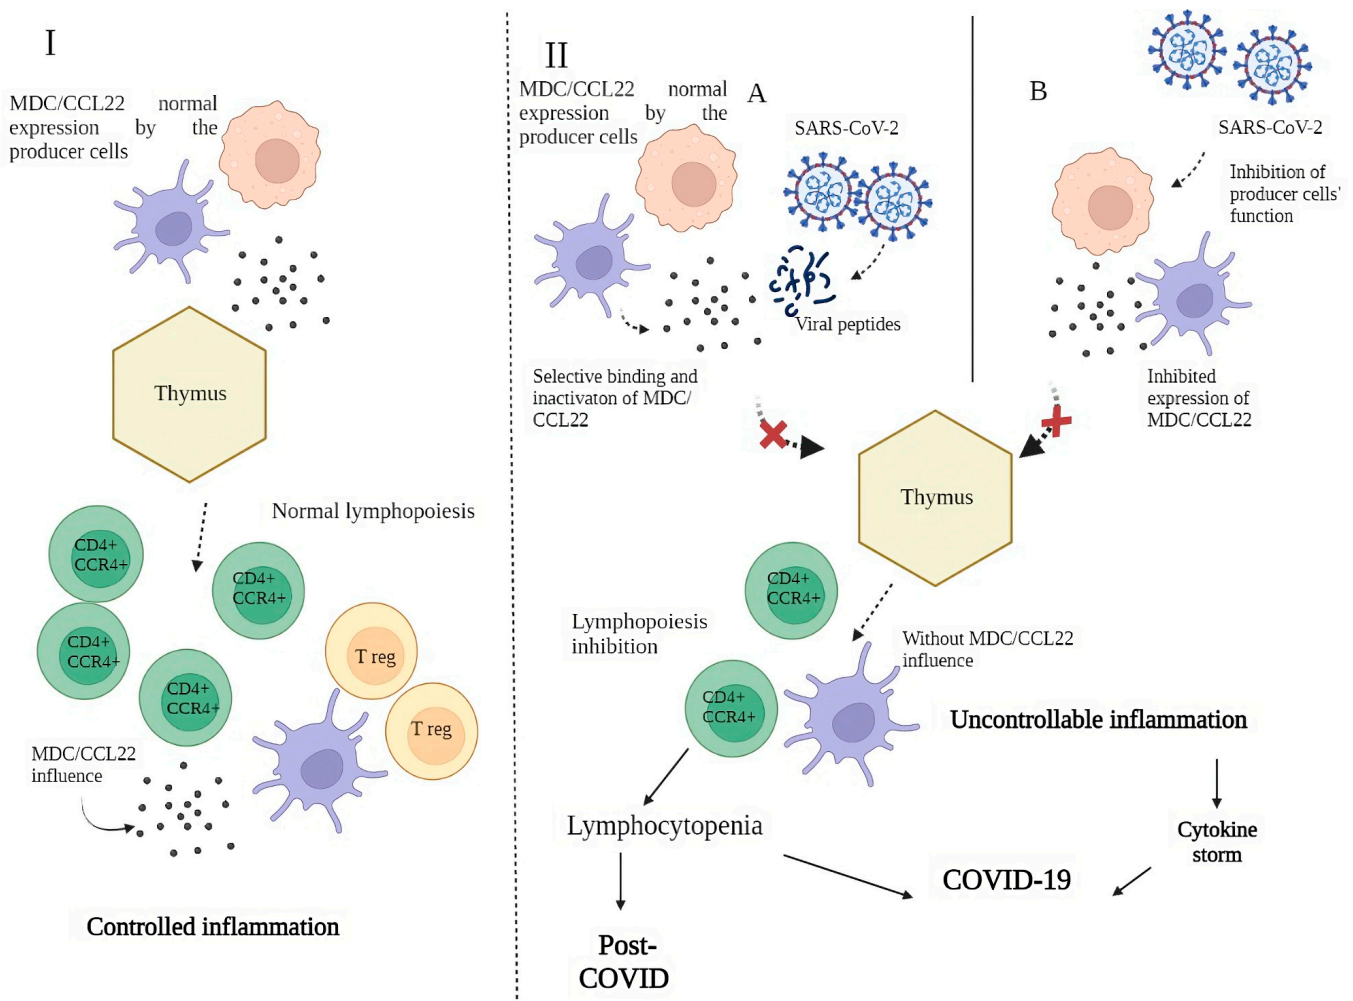 I
MDC/CCL22 normal
expression by the
producer cells
Thymus
Normal lymphopoiesis
CD4+
CCR4+
CD4+
CCR4+
CD4+
CCR4+
CD4+
CCR4+
T reg
T reg
MDC/CCL22
influence
Controlled inflammation
II
MDC/CCL22 normal
expression by the
producer cells
A
SARS-CoV-2
Viral peptides
Selective binding and
inactivaton of MDC/
CCL22
B
SARS-CoV-2
Inhibition of
producer cells'
function
Inhibited
expression of
MDC/CCL22
Thymus
CD4+
CCR4+
Lymphopoiesis
inhibition
Without MDC/CCL22
influence
CD4+
CCR4+
Uncontrollable inflammation
Lymphocytopenia
Cytokine
storm
COVID-19
Post-
COVID